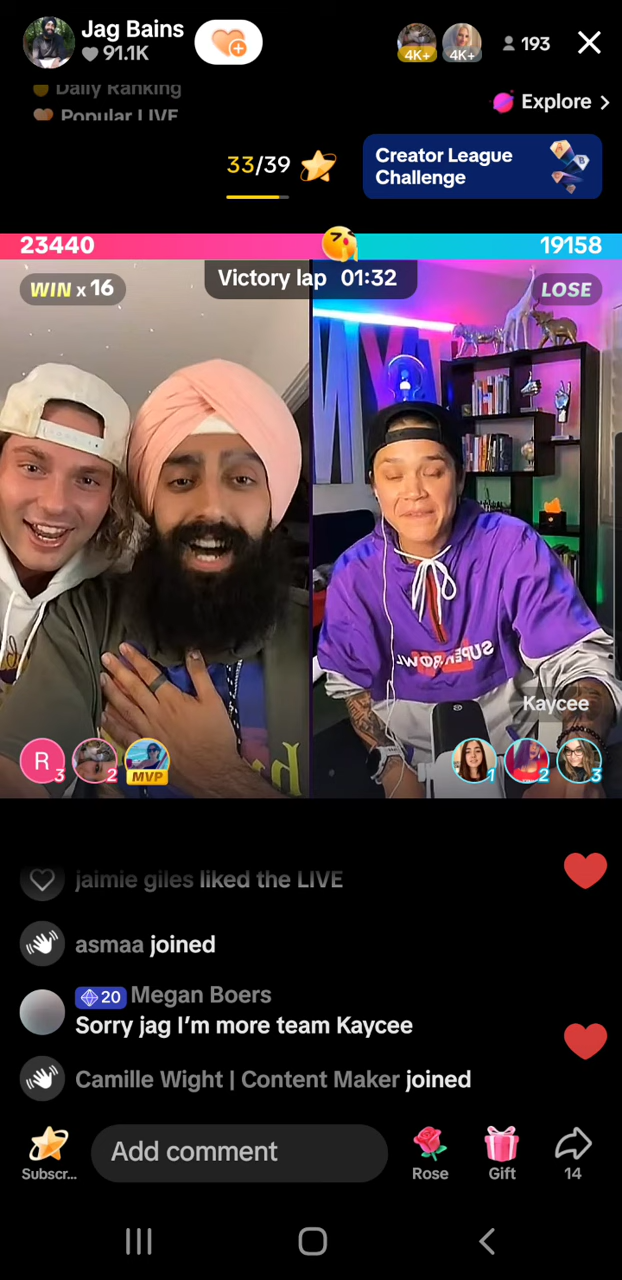 Jag Bains
91.1K
4K+
4K+
193
Daily Ranking
Popular LIVE
Explore >
33/39
Creator League
Challenge
23440
19158
Victory lap 01:32
WIN x 16
LOSE
SUPER BOWL
Kaycee
R
3
2
MVP
1
2
3
jaimie giles liked the LIVE
asmaa joined
20 Megan Boers
Sorry jag I'm more team Kaycee
Camille Wight | Content Maker joined
Subscr...
Add comment
Rose
Gift
14